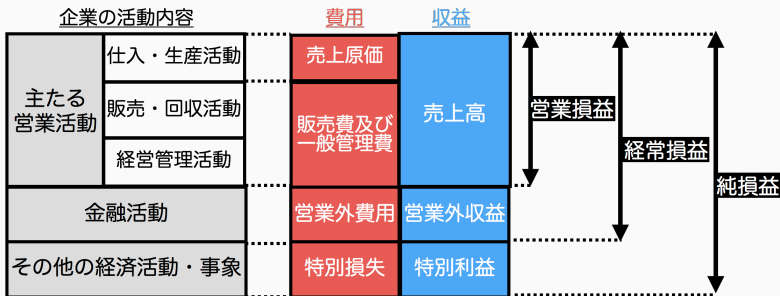 企業の活動内容
費用
収益
主たる
営業活動
仕入・生産活動
販売・回収活動
経営管理活動
売上原価
販売費及び
一般管理費
売上高
営業損益
経常損益
純損益
金融活動
営業外費用
営業外収益
その他の経済活動・事象
特別損失
特別利益